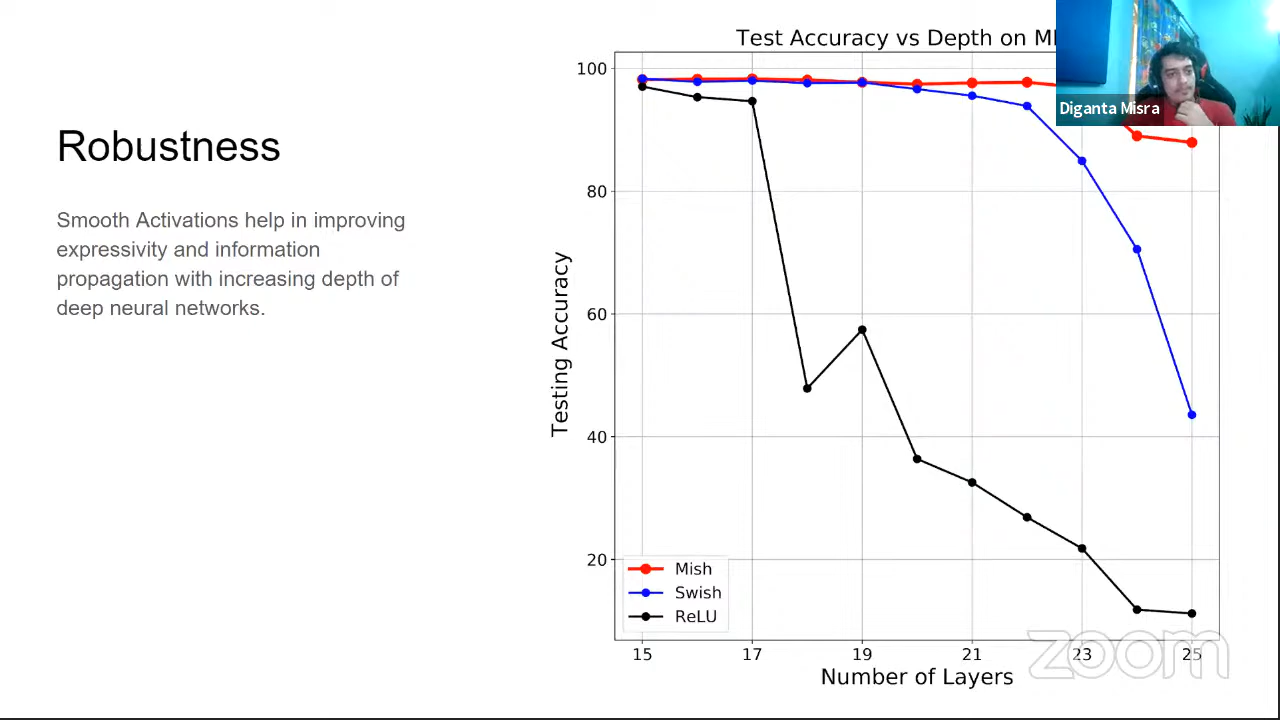 Test Accuracy vs Depth on
Diganta Misra
Robustness
Smooth Activations help in improving
expressivity and information
propagation with increasing depth of
deep neural networks.
Testing Accuracy
100
80
60
40
20
Mish
Swish
ReLU
15 17 19 21 23 25
Number of Layers
zoom